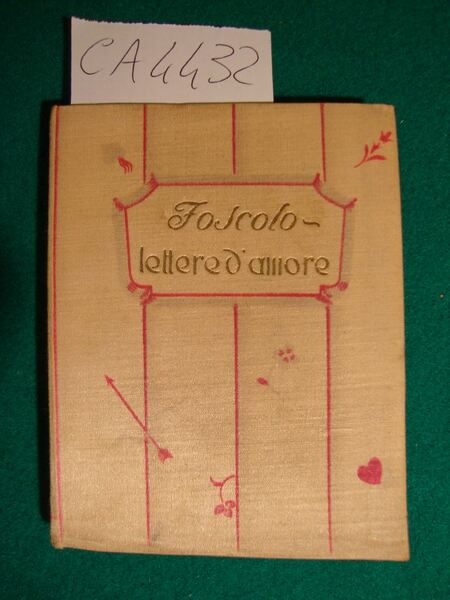 CA4432
Foscolo –
lettere d'amore